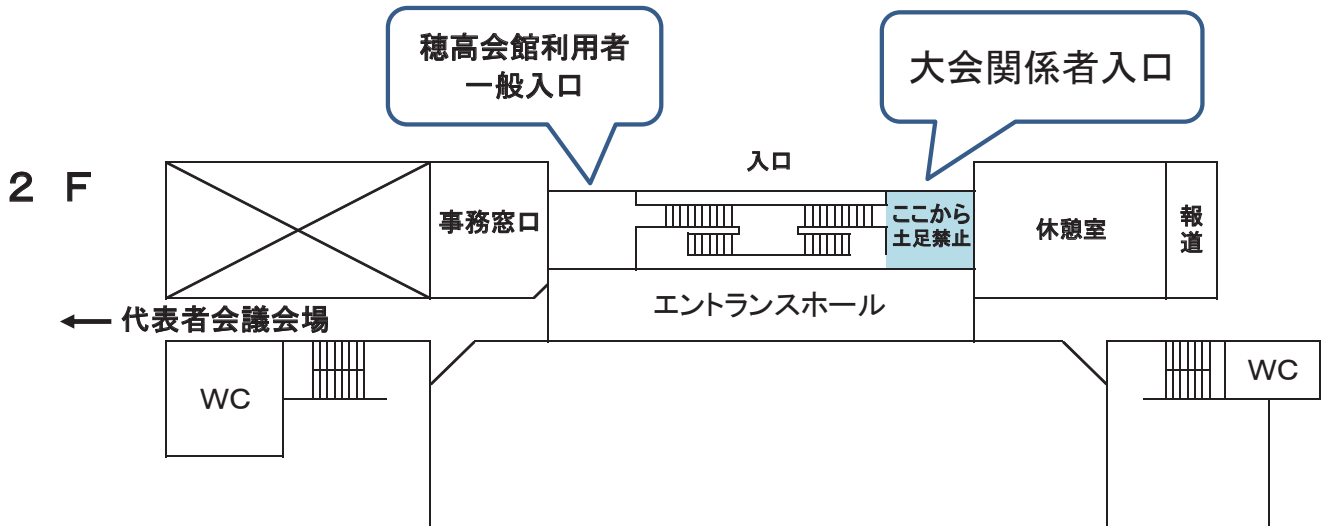 穂高会館利用者
一般入口
大会関係者入口
入口
２ Ｆ
事務窓口
ここから
土足禁止
休憩室
報道
エントランスホール
← 代表者会議会場
WC
WC